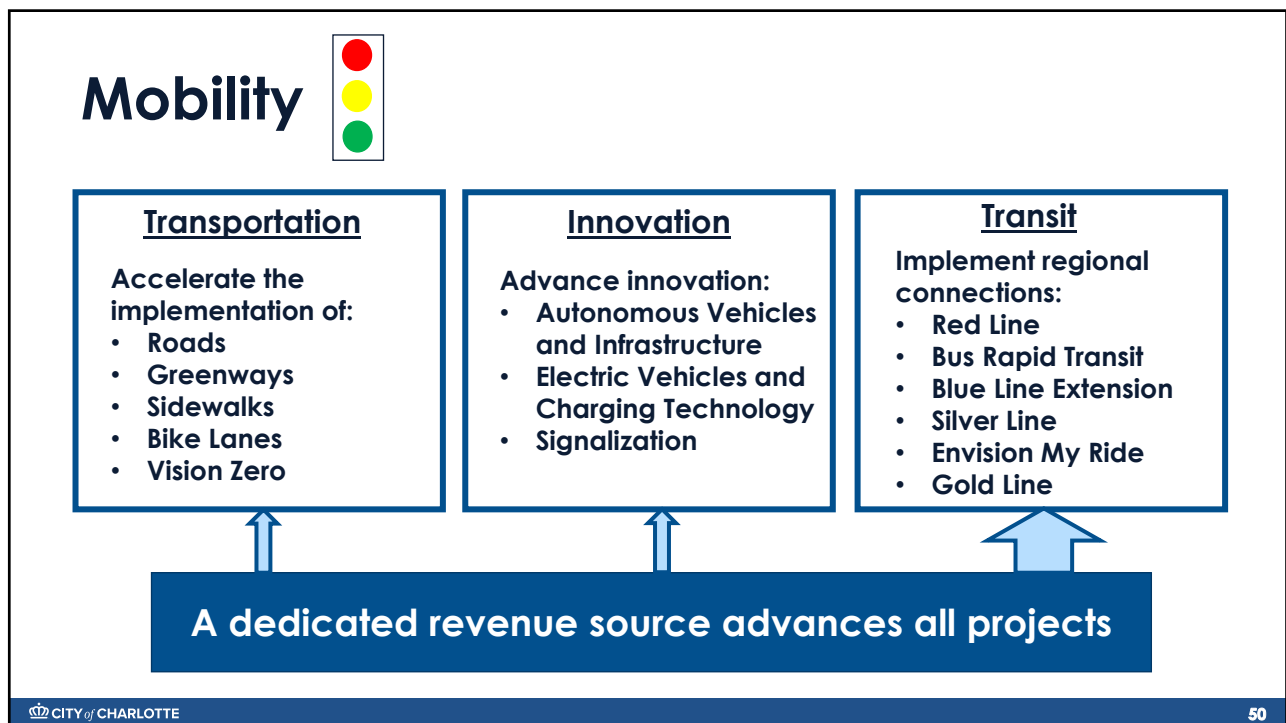 Mobility
Transportation
Accelerate the
implementation of:
• Roads
• Greenways
• Sidewalks
• Bike Lanes
• Vision Zero
Innovation
Advance innovation:
• Autonomous Vehicles
and Infrastructure
• Electric Vehicles and
Charging Technology
• Signalization
Transit
Implement regional
connections:
• Red Line
• Bus Rapid Transit
• Blue Line Extension
• Silver Line
• Envision My Ride
• Gold Line
A dedicated revenue source advances all projects
CITY of CHARLOTTE
50